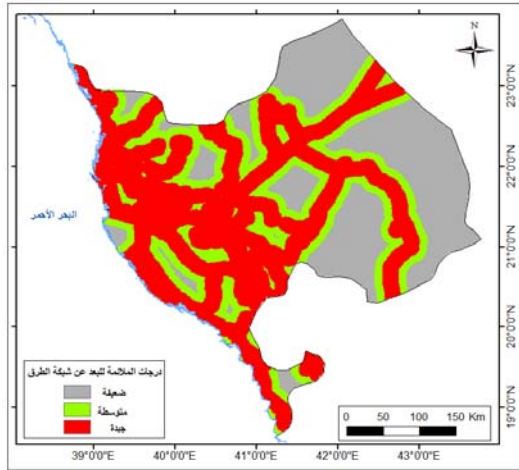 N
23°0'0"N
22°0'0"N
21°0'0"N
20°0'0"N
19°0'0"N
البحر الأحمر
درجات الملائمة للبعد عن شبكة الطرق
ضعيفة
متوسطة
جيدة
0 50 100 150 Km
39°0'0"E 40°0'0"E 41°0'0"E 42°0'0"E 43°0'0"E